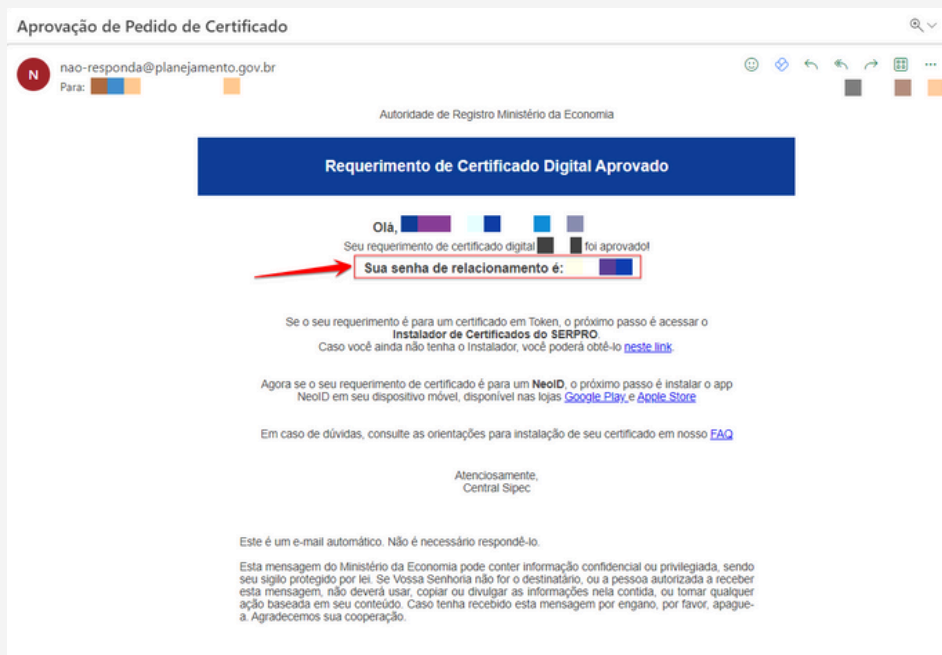 Aprovação de Pedido de Certificado
N
nao-responda@planejamento.gov.br
Para:
Autoridade de Registro Ministério da Economia
Requerimento de Certificado Digital Aprovado
Olá,
Seu requerimento de certificado digital foi aprovado!
Sua senha de relacionamento é:
Se o seu requerimento é para um certificado em Token, o próximo passo é acessar o
Instalador de Certificados do SERPRO.
Caso você ainda não tenha o Instalador, você poderá obtê-lo neste link.
Agora se o seu requerimento de certificado é para um NeoID, o próximo passo é instalar o app
NeoID em seu dispositivo móvel, disponível nas lojas Google Play e Apple Store
Em caso de dúvidas, consulte as orientações para instalação de seu certificado em nosso FAQ
Atenciosamente,
Central Sipec
Este é um e-mail automático. Não é necessário respondê-lo.
Esta mensagem do Ministério da Economia pode conter informação confidencial ou privilegiada, sendo
seu sigilo protegido por lei. Se Vossa Senhoria não for o destinatário, ou a pessoa autorizada a receber
esta mensagem, não deverá usar, copiar ou divulgar as informações nela contida, ou tomar qualquer
ação baseada em seu conteúdo. Caso tenha recebido esta mensagem por engano, por favor, apague-
a. Agradecemos sua cooperação.